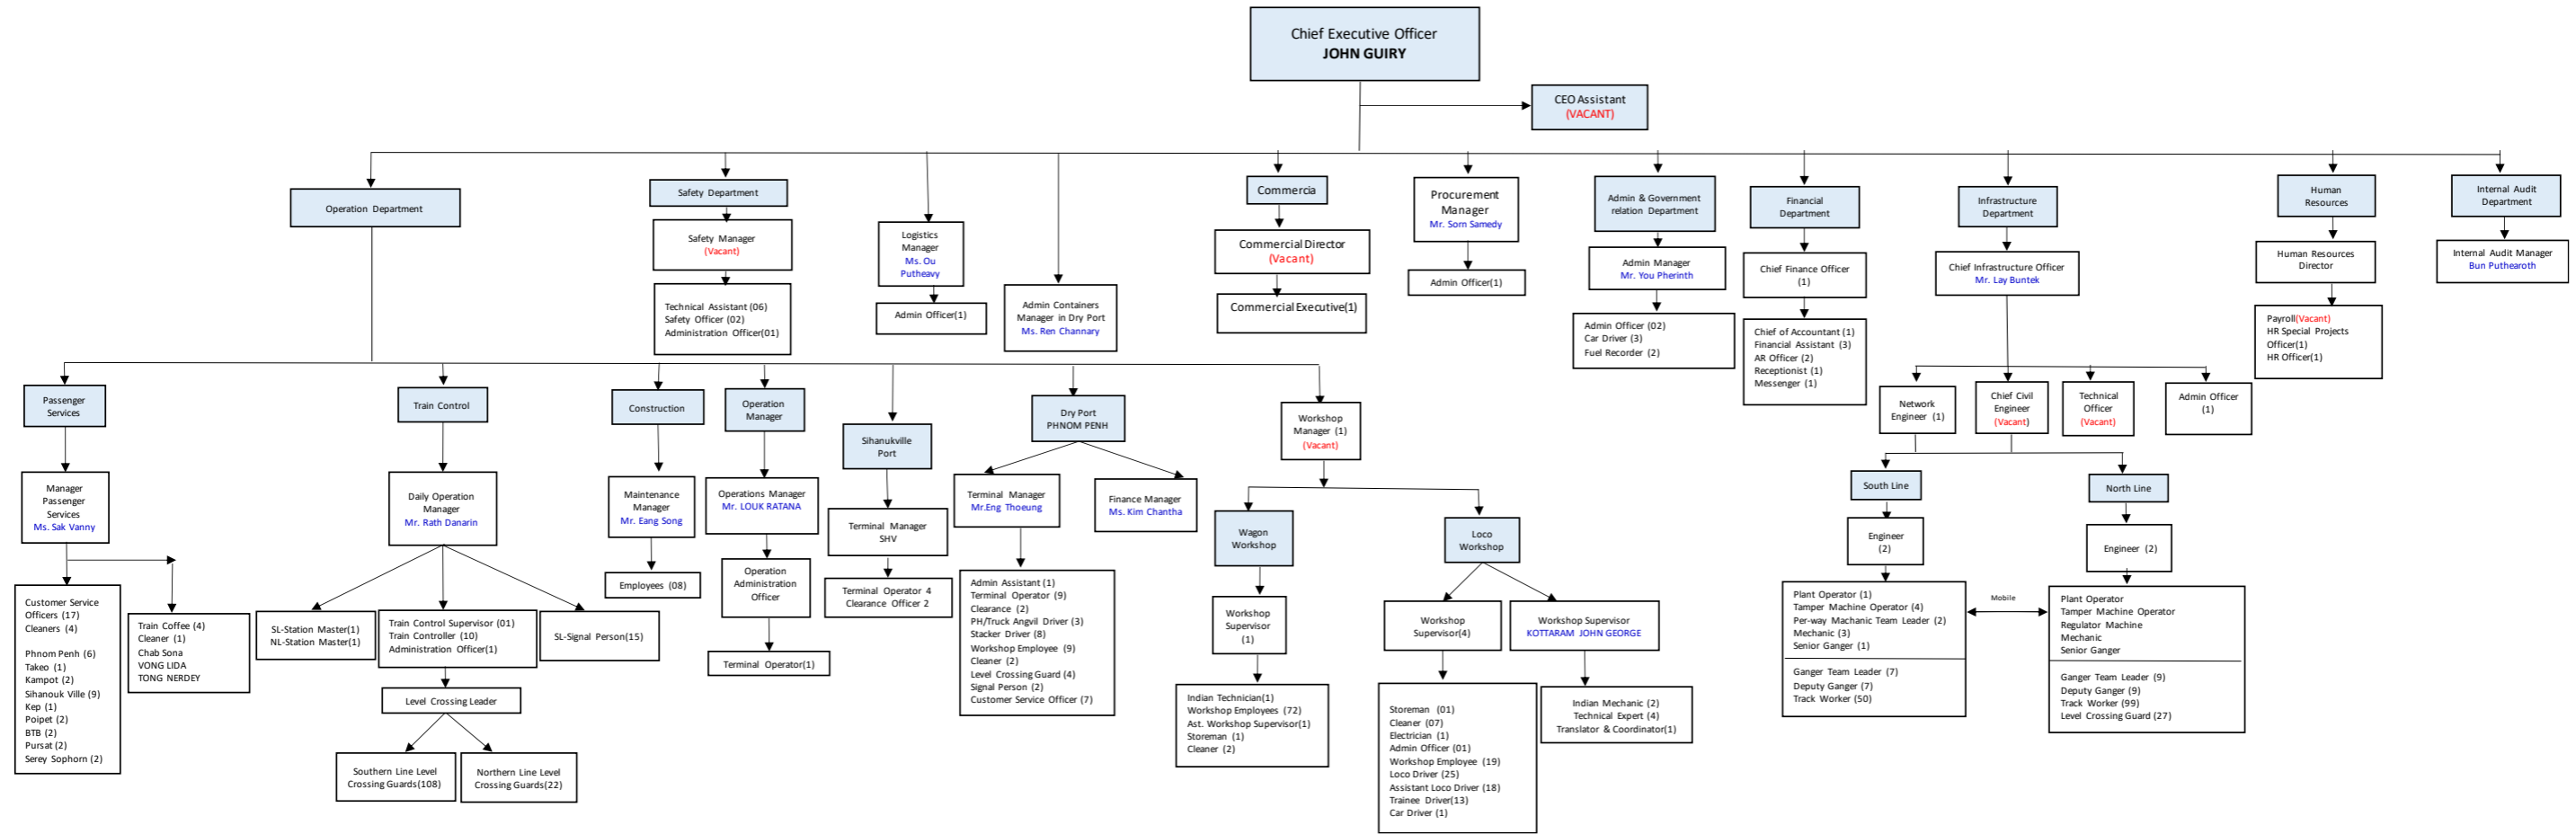 Chief Executive Officer
JOHN GUIRY
CEO Assistant
(VACANT)
Operation Department
Safety Department
Safety Manager
(Vacant)
Technical Assistant (06)
Safety Officer (02)
Administration Officer(01)
Logistics
Manager
Ms. Ou
Putheavy
Admin Officer(1)
Admin Containers
Manager in Dry Port
Ms. Ren Channary
Commercia
Commercial Director
(Vacant)
Commercial Executive(1)
Procurement
Manager
Mr. Sorn Samedy
Admin Officer(1)
Admin & Government
relation Department
Admin Manager
Mr. You Pherinth
Admin Officer (02)
Car Driver (3)
Fuel Recorder (2)
Financial
Department
Chief Finance Officer
(1)
Chief of Accountant (1)
Financial Assistant (3)
AR Officer (2)
Receptionist (1)
Messenger (1)
Infrastructure
Department
Chief Infrastructure Officer
Mr. Lay Buntek
Human
Resources
Human Resources
Director
Payroll(Vacant)
HR Special Projects
Officer(1)
HR Officer(1)
Internal Audit
Department
Internal Audit Manager
Bun Puthearoth
Passenger
Services
Manager
Passenger
Services
Ms. Sak Vanny
Customer Service
Officers (17)
Cleaners (4)
Phnom Penh (6)
Takeo (1)
Kampot (2)
Sihanouk Ville (9)
Kep (1)
Poipet (2)
BTB (2)
Pursat (2)
Serey Sophorn (2)
Train Coffee (4)
Cleaner (1)
Chab Sona
VONG LIDA
TONG NERDEY
Train Control
Daily Operation
Manager
Mr. Rath Danarin
SL-Station Master(1)
NL-Station Master(1)
Train Control Supervisor (01)
Train Controller (10)
Administration Officer(1)
SL-Signal Person(15)
Level Crossing Leader
Southern Line Level
Crossing Guards(108)
Northern Line Level
Crossing Guards(22)
Construction
Maintenance
Manager
Mr. Eang Song
Employees (08)
Operation
Manager
Operations Manager
Mr. LOUK RATANA
Operation
Administration
Officer
Terminal Operator(1)
Sihanukville
Port
Terminal Manager
SHV
Terminal Operator 4
Clearance Officer 2
Dry Port
PHNOM PENH
Terminal Manager
Mr.Eng Thoeung
Finance Manager
Ms. Kim Chantha
Admin Assistant (1)
Terminal Operator (9)
Clearance (2)
PH/Truck Angvil Driver (3)
Stacker Driver (8)
Workshop Employee (9)
Cleaner (2)
Level Crossing Guard (4)
Signal Person (2)
Customer Service Officer (7)
Workshop
Manager (1)
(Vacant)
Wagon
Workshop
Workshop
Supervisor
(1)
Indian Technician(1)
Workshop Employees (72)
Ast. Workshop Supervisor(1)
Storeman (1)
Cleaner (2)
Loco
Workshop
Workshop
Supervisor(4)
Storeman (01)
Cleaner (07)
Electrician (1)
Admin Officer (01)
Workshop Employee (19)
Loco Driver (25)
Assistant Loco Driver (18)
Trainee Driver(13)
Car Driver (1)
Workshop Supervisor
KOTTARAM JOHN GEORGE
Indian Mechanic (2)
Technical Expert (4)
Translator & Coordinator(1)
Network
Engineer (1)
Chief Civil
Engineer
(Vacant)
Technical
Officer
(Vacant)
Admin Officer
(1)
South Line
Engineer
(2)
Plant Operator (1)
Tamper Machine Operator (4)
Per-way Machanic Team Leader (2)
Mechanic (3)
Senior Ganger (1)
Ganger Team Leader (7)
Deputy Ganger (7)
Track Worker (50)
Mobile
North Line
Engineer (2)
Plant Operator
Tamper Machine Operator
Regulator Machine
Mechanic
Senior Ganger
Ganger Team Leader (9)
Deputy Ganger (9)
Track Worker (99)
Level Crossing Guard (27)